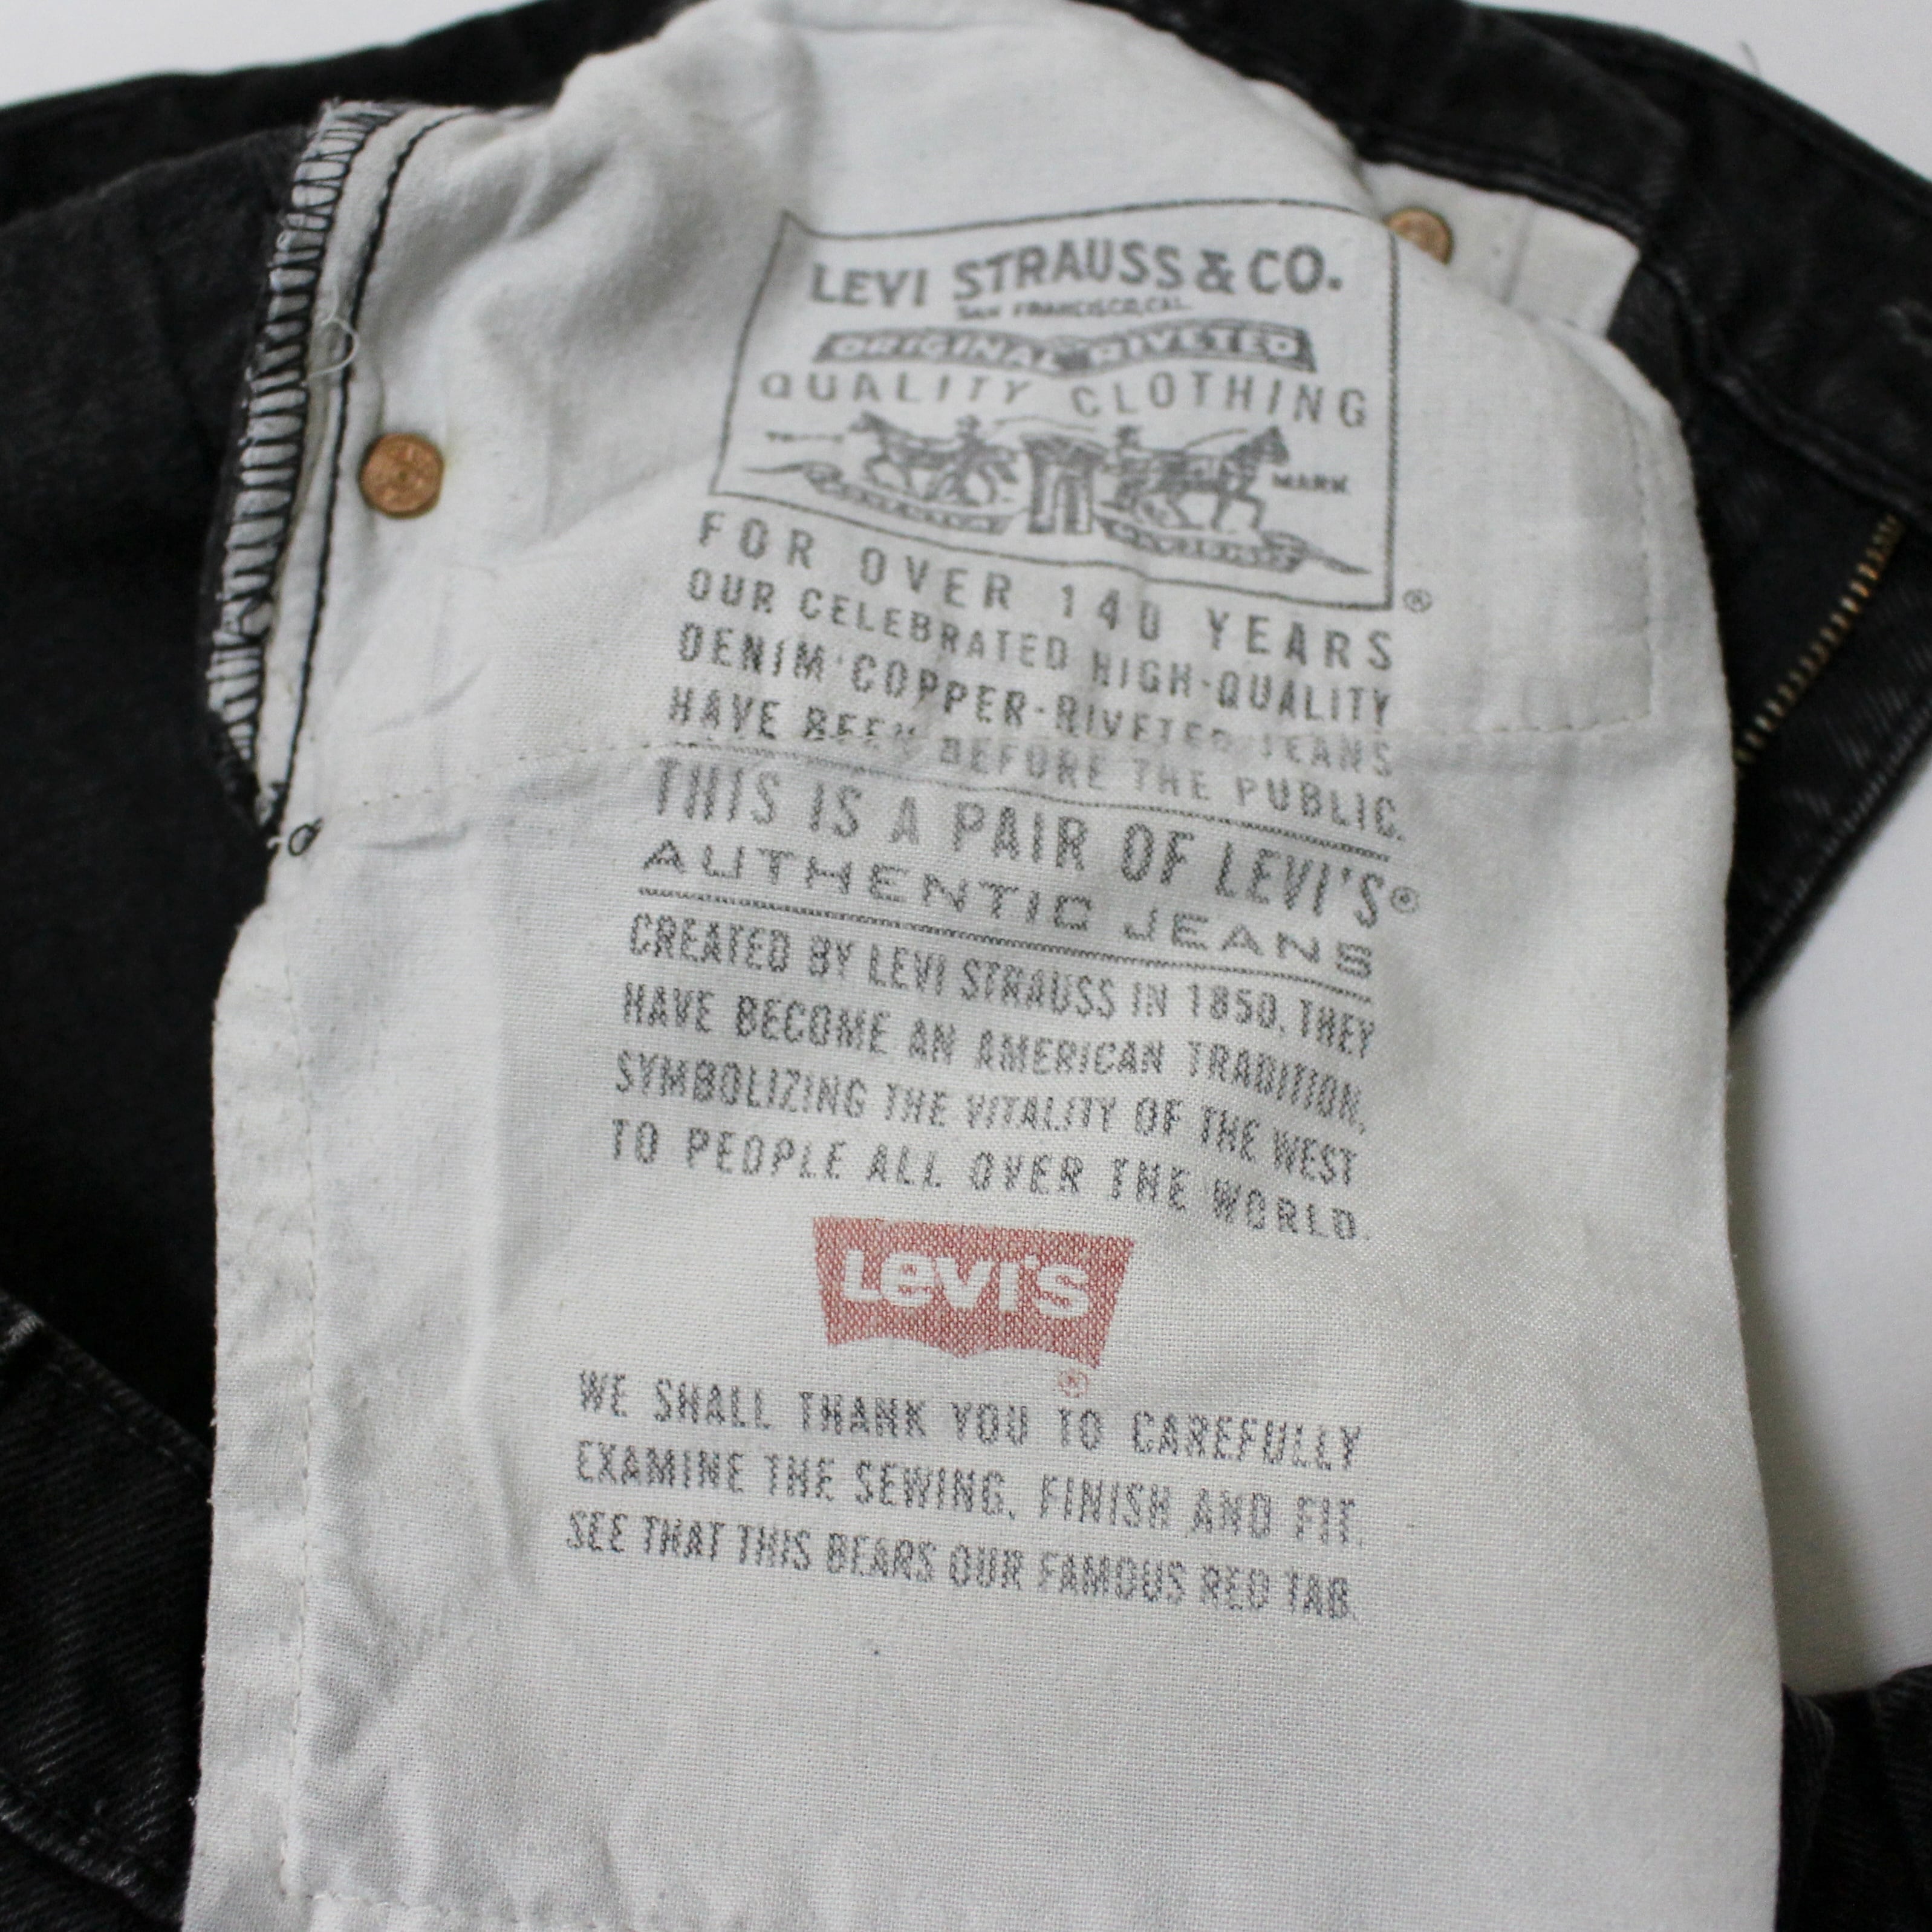 LEVI STRAUSS & CO.
SAN FRANCISCO, CAL.
ORIGINAL RIVETED
QUALITY CLOTHING
MARK
®
FOR OVER 140 YEARS
OUR CELEBRATED HIGH-QUALITY
DENIM COPPER-RIVETED JEANS
HAVE BEEN BEFORE THE PUBLIC.
THIS IS A PAIR OF LEVI'S®
AUTHENTIC JEANS
CREATED BY LEVI STRAUSS IN 1850, THEY
HAVE BECOME AN AMERICAN TRADITION,
SYMBOLIZING THE VITALITY OF THE WEST
TO PEOPLE ALL OVER THE WORLD.
Levi's
®
WE SHALL THANK YOU TO CAREFULLY
EXAMINE THE SEWING, FINISH AND FIT.
SEE THAT THIS BEARS OUR FAMOUS RED TAB.